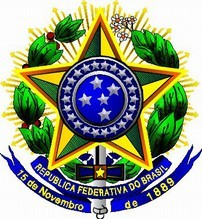 REPÚBLICA FEDERATIVA DO BRASIL
15 de Novembro de 1889